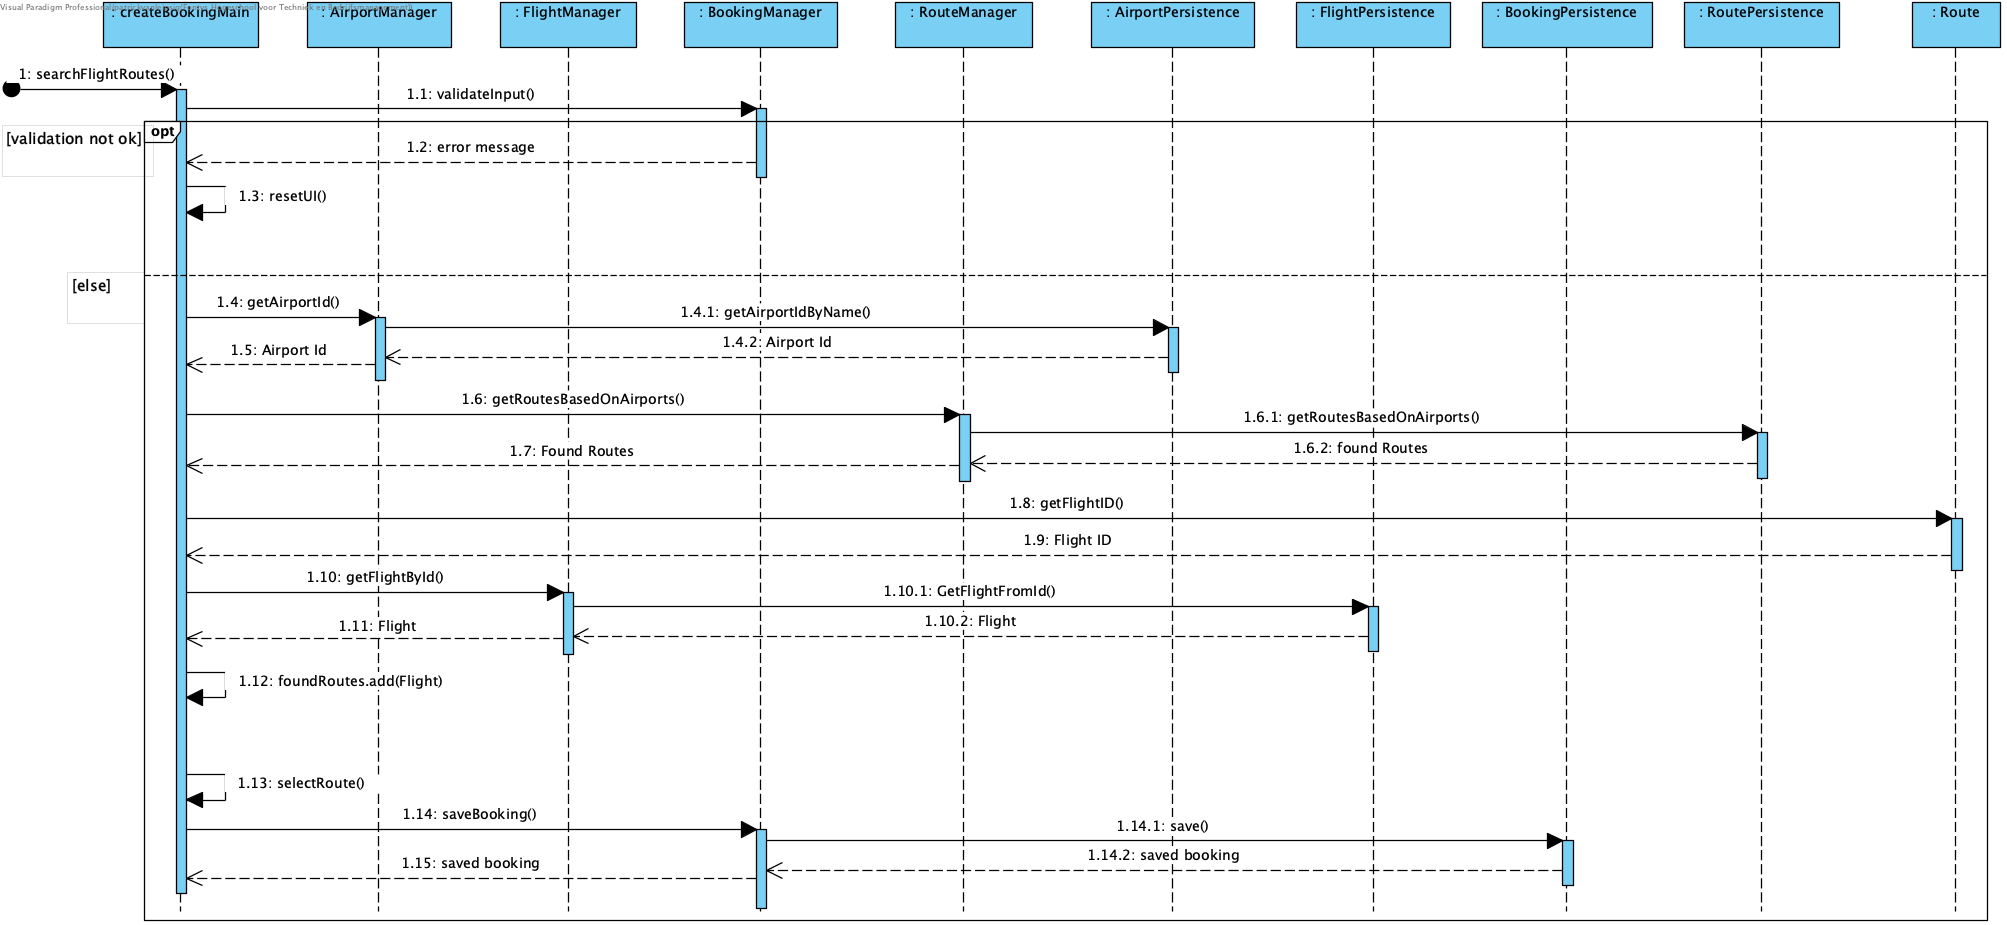 Visual Paradigm Professional
: createBookingMain
: AirportManager
: FlightManager
: BookingManager
: RouteManager
: AirportPersistence
: FlightPersistence
: BookingPersistence
: RoutePersistence
: Route
1: searchFlightRoutes()
1.1: validateInput()
opt
[validation not ok]
1.2: error message
1.3: resetUI()
[else]
1.4: getAirportId()
1.4.1: getAirportIdByName()
1.4.2: Airport Id
1.5: Airport Id
1.6: getRoutesBasedOnAirports()
1.6.1: getRoutesBasedOnAirports()
1.6.2: found Routes
1.7: Found Routes
1.8: getFlightID()
1.9: Flight ID
1.10: getFlightById()
1.10.1: GetFlightFromId()
1.10.2: Flight
1.11: Flight
1.12: foundRoutes.add(Flight)
1.13: selectRoute()
1.14: saveBooking()
1.14.1: save()
1.14.2: saved booking
1.15: saved booking